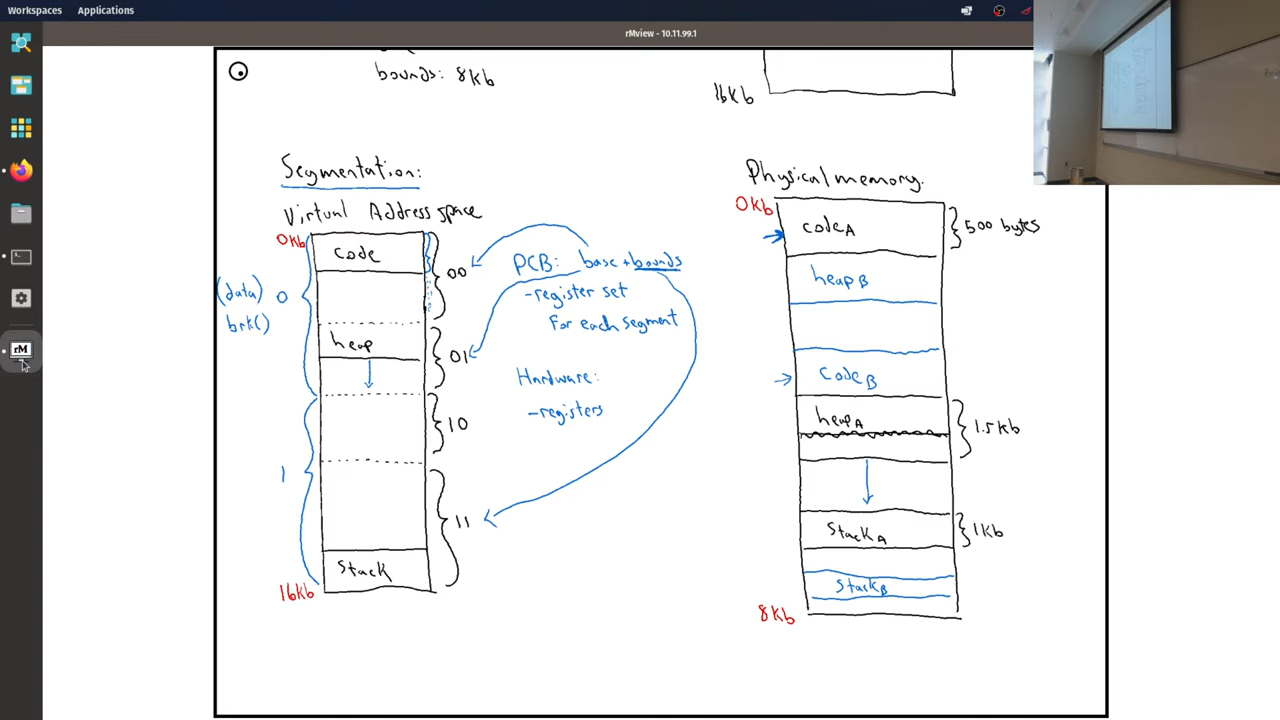 Workspaces Applications
rMview - 10.11.99.1
bounds: 8Kb
16Kb
Segmentation:
Virtual Address space
0Kb
code
00
(data) 0
brk()
heap
01
10
1
11
stack
16Kb
PCB: base + bounds
-register set
for each segment
Hardware:
-registers
Physical memory.
0Kb
codeA
500 bytes
heapB
codeB
heapA
1.5Kb
stackA
1Kb
stackB
8Kb
rM